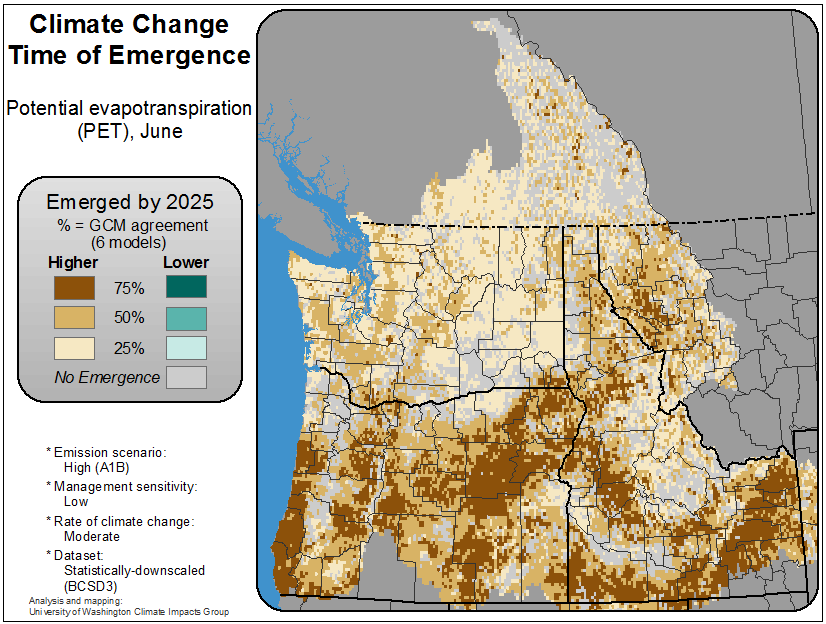 Climate Change
Time of Emergence
Potential evapotranspiration
(PET), June
Emerged by 2025
% = GCM agreement
(6 models)
Higher Lower
75%
50%
25%
No Emergence
* Emission scenario:
High (A1B)
* Management sensitivity:
Low
* Rate of climate change:
Moderate
* Dataset:
Statistically-downscaled
(BCSD3)
Analysis and mapping:
University of Washington Climate Impacts Group